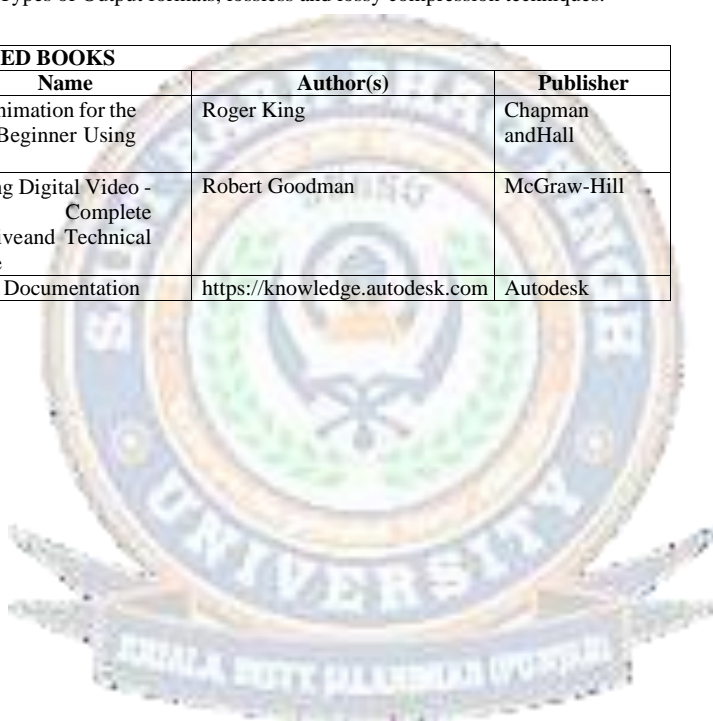 Types of Output formats, lossless and lossy compression techniques.
ED BOOKS
Name Author(s) Publisher
nimation for the Roger King Chapman
Beginner Using andHall
ng Digital Video - Robert Goodman McGraw-Hill
Complete
iveand Technical
e
Documentation https://knowledge.autodesk.com Autodesk
UNIVERSITY